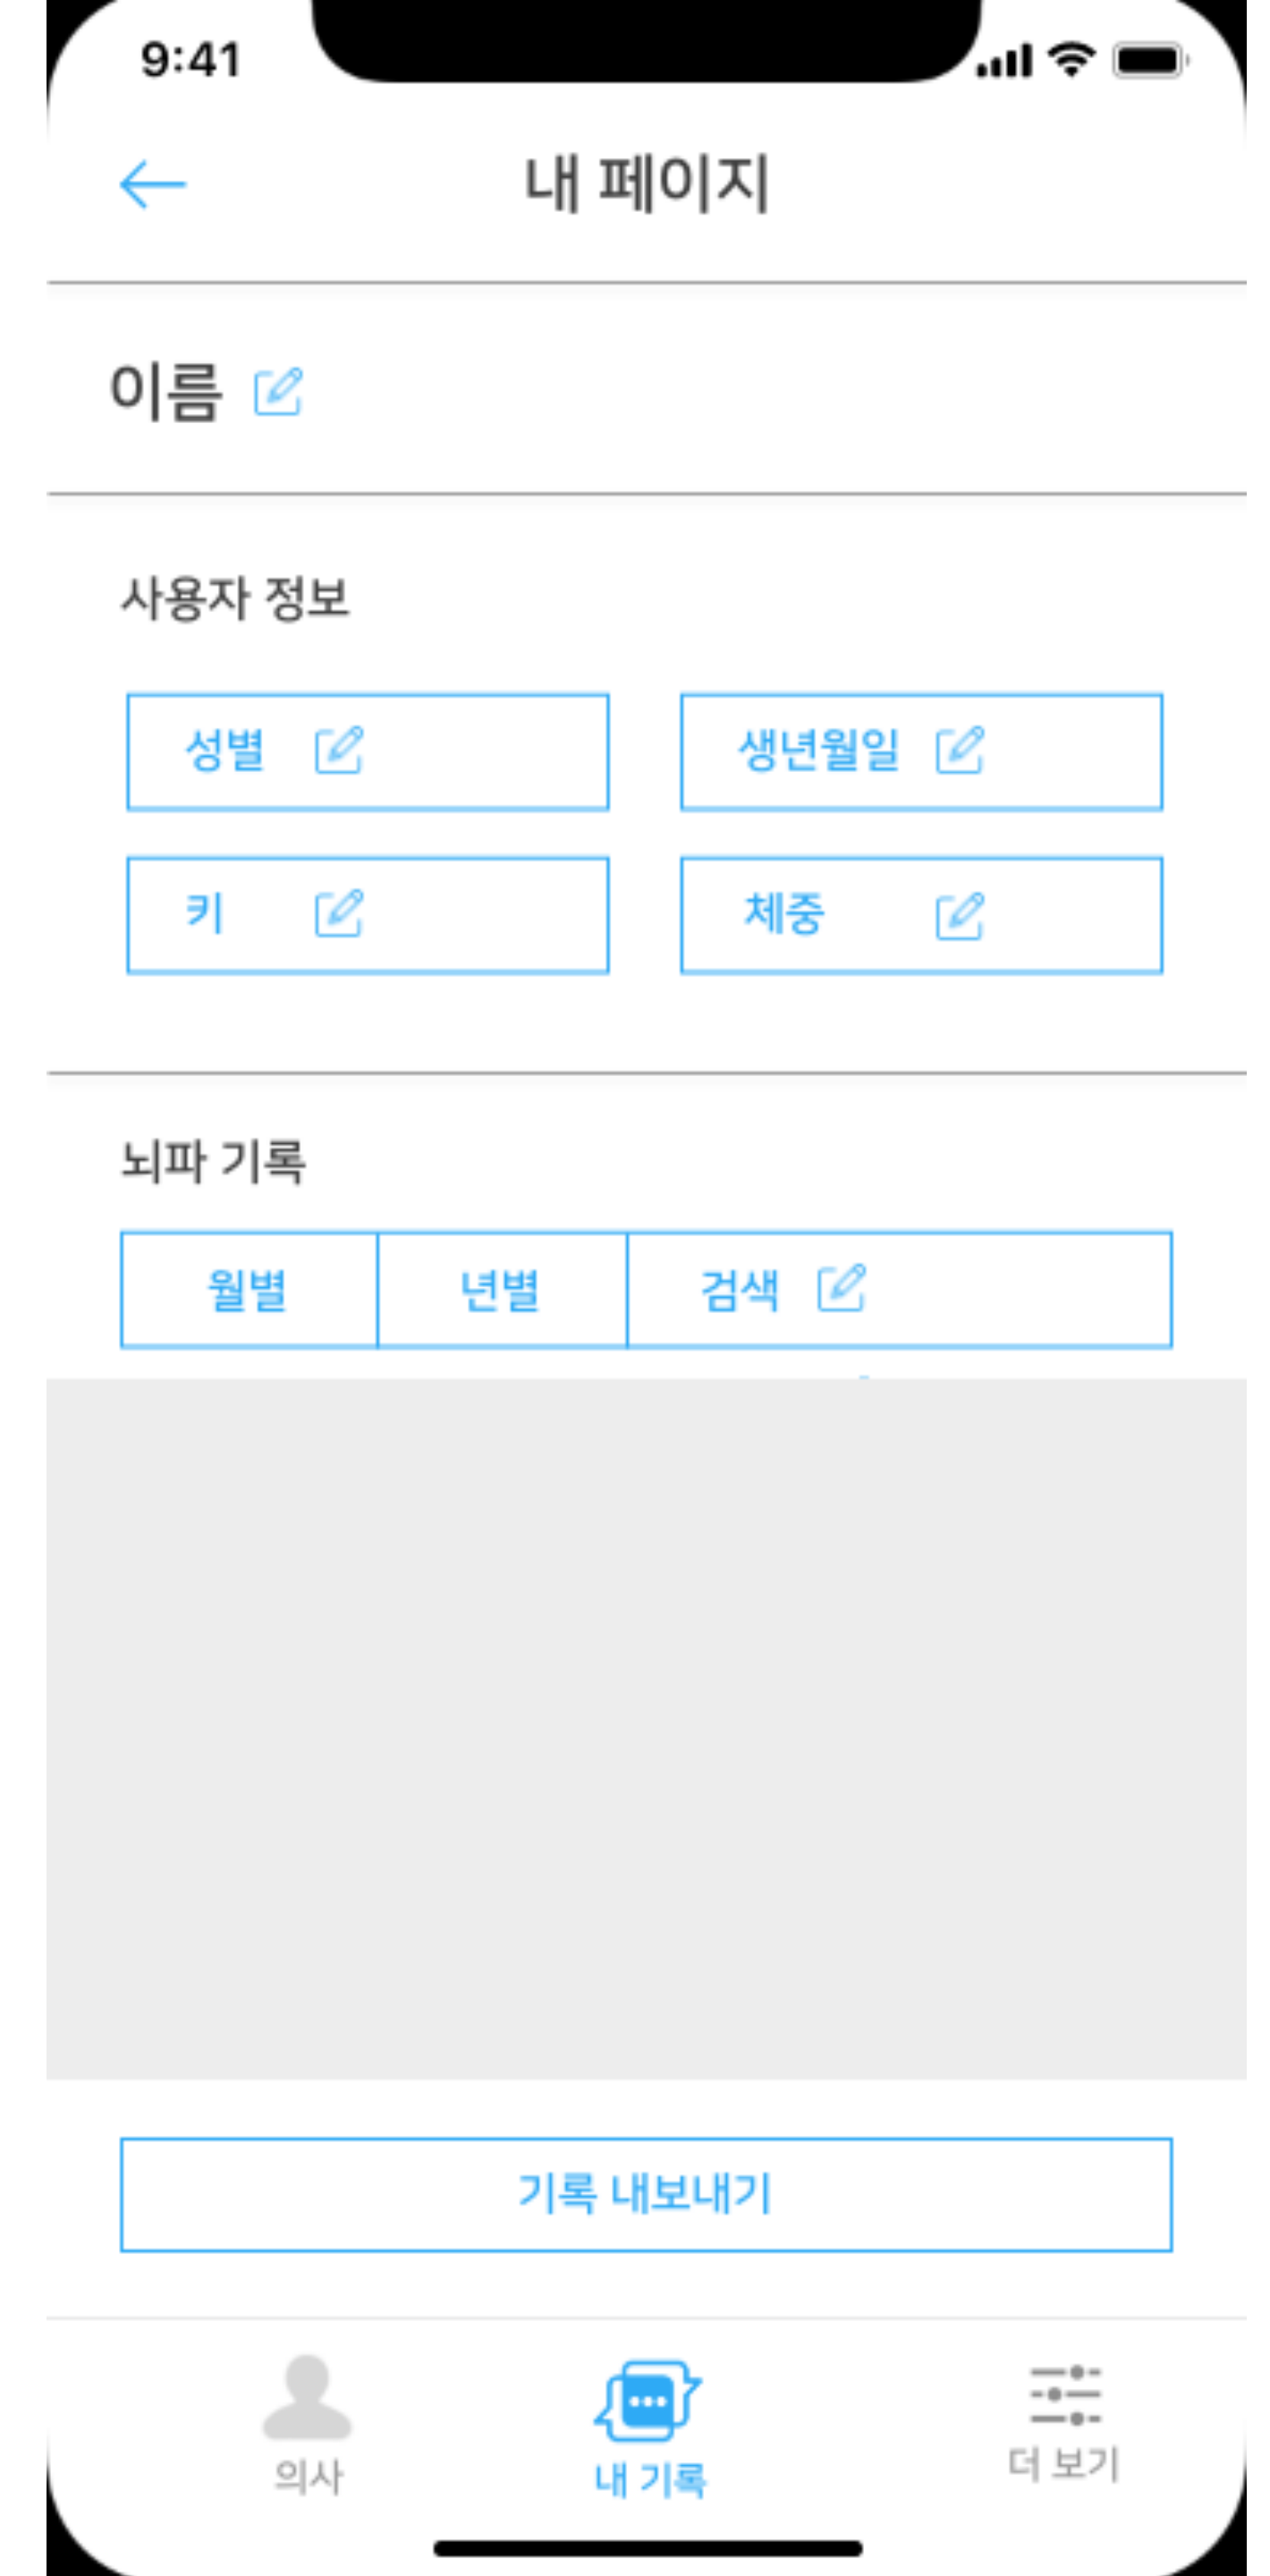 9:41
내 페이지
이름
사용자 정보
성별 생년월일
키 체중
뇌파 기록
월별 년별 검색
기록 내보내기
의사 내 기록 더 보기